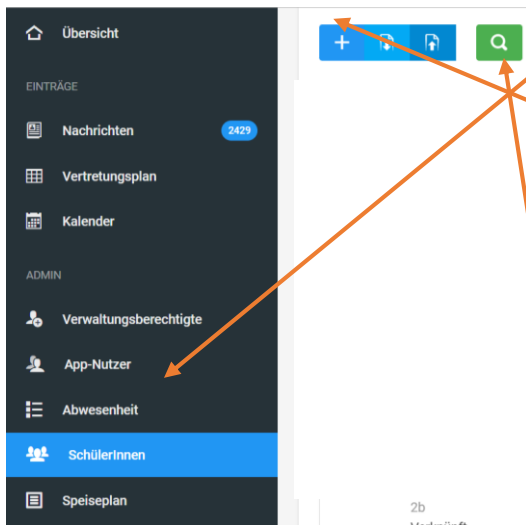 Übersicht
EINTRÄGE
Nachrichten 2429
Vertretungsplan
Kalender
ADMIN
Verwaltungsberechtigte
App-Nutzer
Abwesenheit
SchülerInnen
Speiseplan
2b